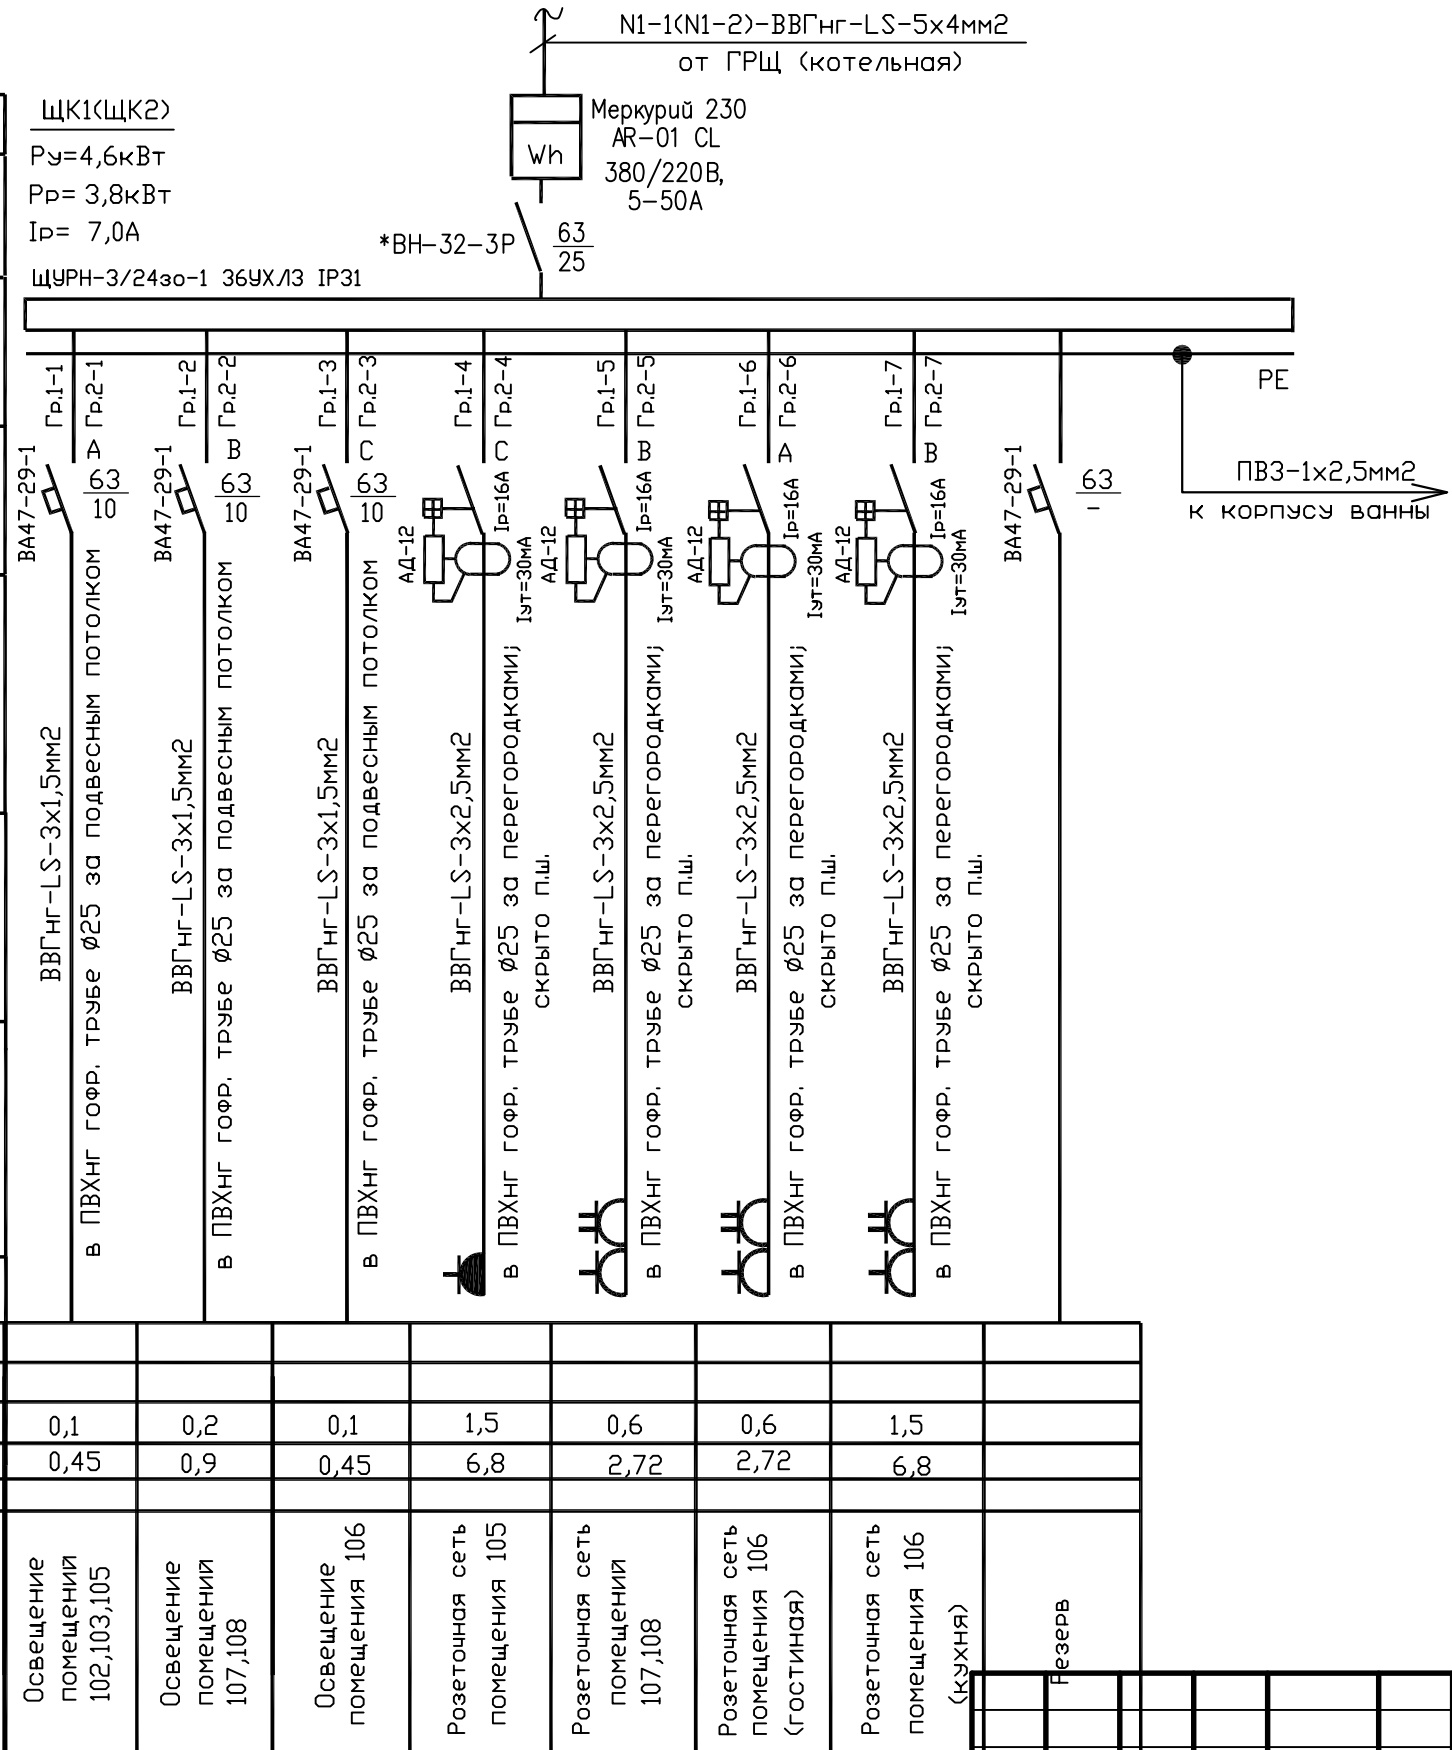 N1-1(N1-2)-ВВГнг-LS-5х4мм2
от ГРЩ (котельная)
ЩК1(ЩК2)
Ру=4,6кВт
Рр= 3,8кВт
Iр= 7,0А
ЩУРН-3/24зо-1 36УХЛ3 IP31
Меркурий 230
AR-01 CL
380/220В,
5-50А
Wh
*ВН-32-3Р
63
25
РЕ
ПВ3-1х2,5мм2
к корпусу ванны
Гр.1-1
Гр.2-1
А
ВА47-29-1
63
10
ВВГнг-LS-3х1,5мм2
в ПВХнг гофр. трубе Ø25 за подвесным потолком
Гр.1-2
Гр.2-2
В
ВА47-29-1
63
10
ВВГнг-LS-3х1,5мм2
в ПВХнг гофр. трубе Ø25 за подвесным потолком
Гр.1-3
Гр.2-3
С
ВА47-29-1
63
10
ВВГнг-LS-3х1,5мм2
в ПВХнг гофр. трубе Ø25 за подвесным потолком
Гр.1-4
Гр.2-4
С
АД-12
Iр=16А
Iут=30мА
ВВГнг-LS-3х2,5мм2
в ПВХнг гофр. трубе Ø25 за перегородками;
скрыто п.ш.
Гр.1-5
Гр.2-5
В
АД-12
Iр=16А
Iут=30мА
ВВГнг-LS-3х2,5мм2
в ПВХнг гофр. трубе Ø25 за перегородками;
скрыто п.ш.
Гр.1-6
Гр.2-6
А
АД-12
Iр=16А
Iут=30мА
ВВГнг-LS-3х2,5мм2
в ПВХнг гофр. трубе Ø25 за перегородками;
скрыто п.ш.
Гр.1-7
Гр.2-7
В
АД-12
Iр=16А
Iут=30мА
ВВГнг-LS-3х2,5мм2
в ПВХнг гофр. трубе Ø25 за перегородками;
скрыто п.ш.
ВА47-29-1
63
-
0,1 0,2 0,1 1,5 0,6 0,6 1,5
0,45 0,9 0,45 6,8 2,72 2,72 6,8
Освещение
помещений
102,103,105
Освещение
помещений
107,108
Освещение
помещения 106
Розеточная сеть
помещения 105
Розеточная сеть
помещений
107,108
Розеточная сеть
помещения 106
(гостиная)
Розеточная сеть
помещения 106
(кухня)
Резерв